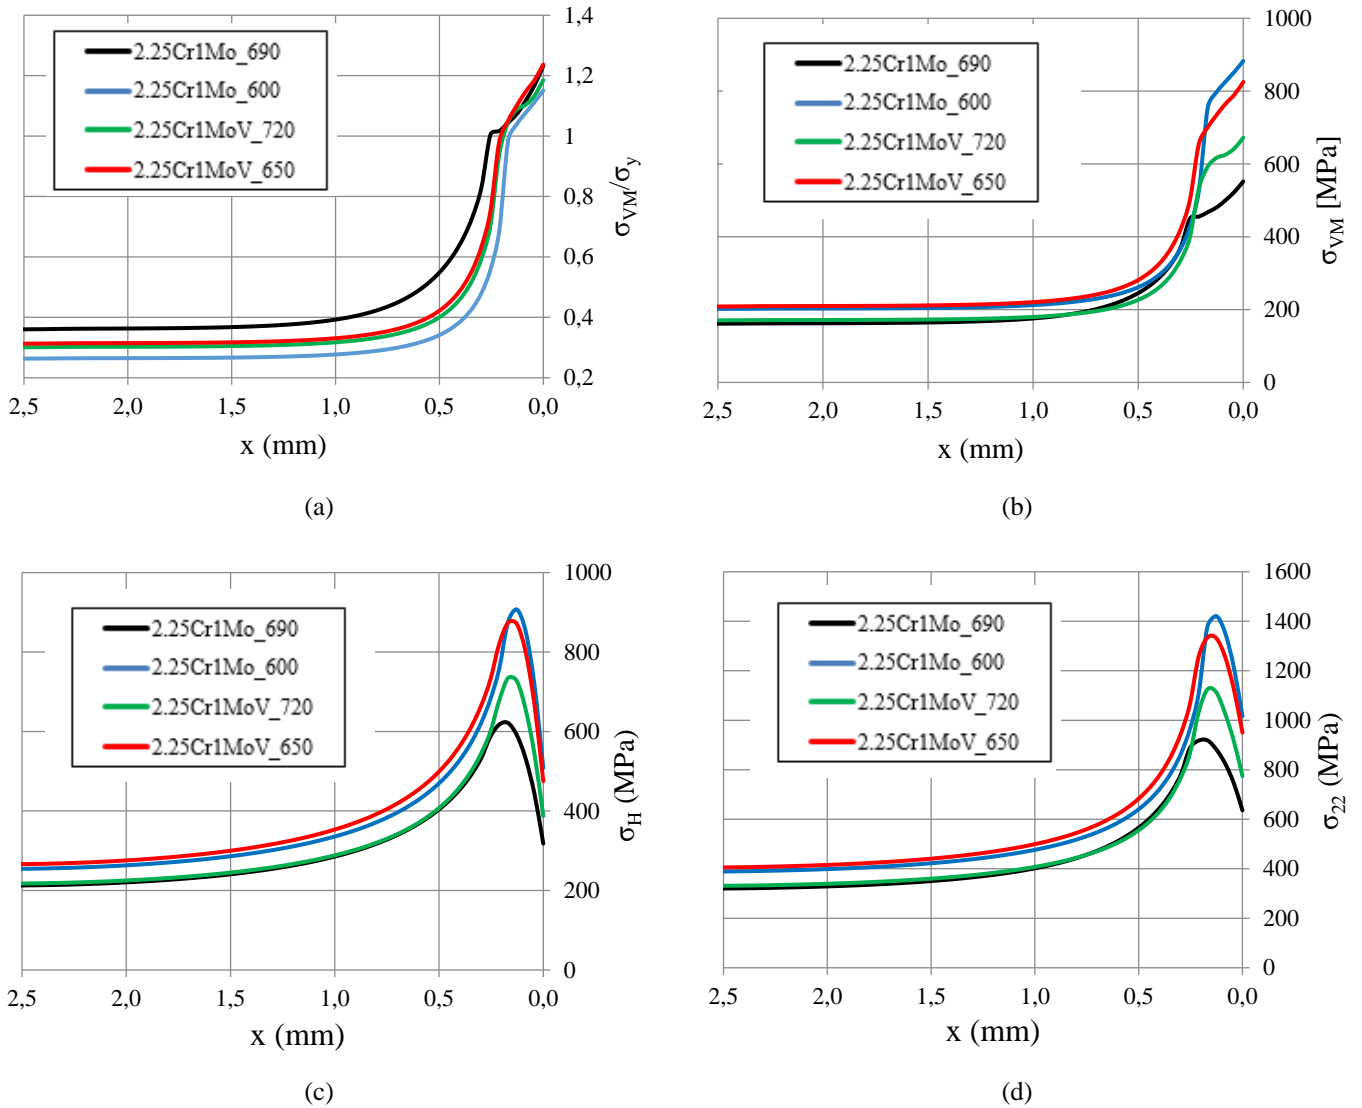 1,4
1,2
1
0,8
0,6
0,4
0,2
2.25Cr1Mo_690
2.25Cr1Mo_600
2.25Cr1MoV_720
2.25Cr1MoV_650
σVM/σy
2,5 2,0 1,5 1,0 0,5 0,0
x (mm)
(a)
1000
800
600
400
200
0
2.25Cr1Mo_690
2.25Cr1Mo_600
2.25Cr1MoV_720
2.25Cr1MoV_650
σVM [MPa]
2,5 2,0 1,5 1,0 0,5 0,0
x (mm)
(b)
1000
800
600
400
200
0
2.25Cr1Mo_690
2.25Cr1Mo_600
2.25Cr1MoV_720
2.25Cr1MoV_650
σH (MPa)
2,5 2,0 1,5 1,0 0,5 0,0
x (mm)
(c)
1600
1400
1200
1000
800
600
400
200
0
2.25Cr1Mo_690
2.25Cr1Mo_600
2.25Cr1MoV_720
2.25Cr1MoV_650
σ22 (MPa)
2,5 2,0 1,5 1,0 0,5 0,0
x (mm)
(d)